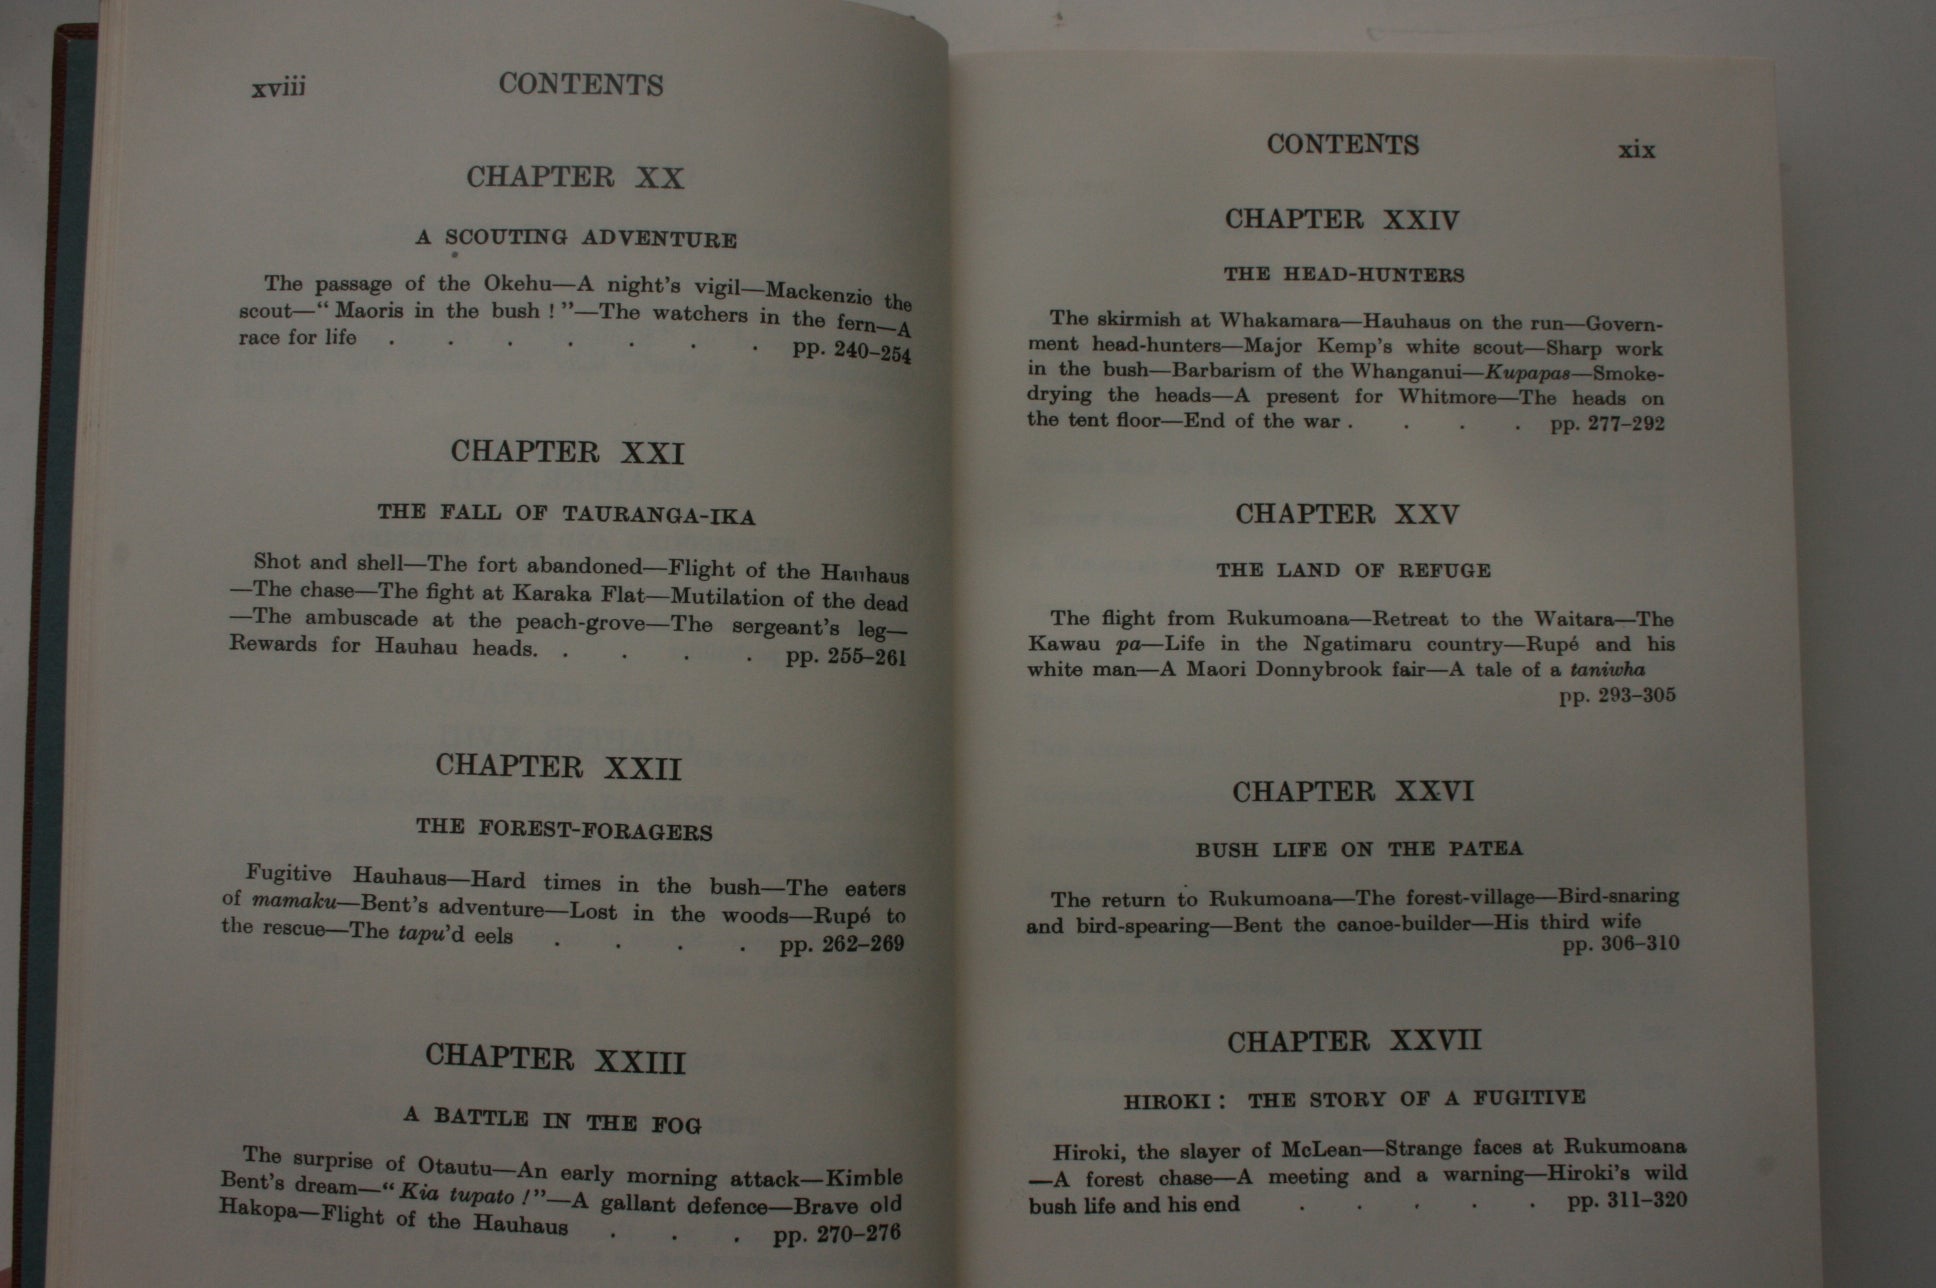 xviii CONTENTS
CHAPTER XX
A SCOUTING ADVENTURE
The passage of the Okehu—A night's vigil—Mackenzie the
scout—“ Maoris in the bush ! ”—The watchers in the fern—A
race for life . . . . . . . pp. 240–254
CHAPTER XXI
THE FALL OF TAURANGA-IKA
Shot and shell—The fort abandoned—Flight of the Hauhaus
—The chase—The fight at Karaka Flat—Mutilation of the dead
—The ambuscade at the peach-grove—The sergeant's leg—
Rewards for Hauhau heads. . . . . pp. 255–261
CHAPTER XXII
THE FOREST-FORAGERS
Fugitive Hauhaus—Hard times in the bush—The eaters
of mamaku—Bent's adventure—Lost in the woods—Rupé to
the rescue—The tapu'd eels . . . . pp. 262–269
CHAPTER XXIII
A BATTLE IN THE FOG
The surprise of Otautu—An early morning attack—Kimble
Bent's dream—“ Kia tupato ! ”—A gallant defence—Brave old
Hakopa—Flight of the Hauhaus . . . pp. 270–276
CONTENTS xix
CHAPTER XXIV
THE HEAD-HUNTERS
The skirmish at Whakamara—Hauhaus on the run—Govern-
ment head-hunters—Major Kemp's white scout—Sharp work
in the bush—Barbarism of the Whanganui—Kupapas—Smoke-
drying the heads—A present for Whitmore—The heads on
the tent floor—End of the war . . . . pp. 277–292
CHAPTER XXV
THE LAND OF REFUGE
The flight from Rukumoana—Retreat to the Waitara—The
Kawau pa—Life in the Ngatimaru country—Rupé and his
white man—A Maori Donnybrook fair—A tale of a taniwha
pp. 293–305
CHAPTER XXVI
BUSH LIFE ON THE PATEA
The return to Rukumoana—The forest-village—Bird-snaring
and bird-spearing—Bent the canoe-builder—His third wife
pp. 306–310
CHAPTER XXVII
HIROKI : THE STORY OF A FUGITIVE
Hiroki, the slayer of McLean—Strange faces at Rukumoana
—A forest chase—A meeting and a warning—Hiroki's wild
bush life and his end . . . . . pp. 311–320